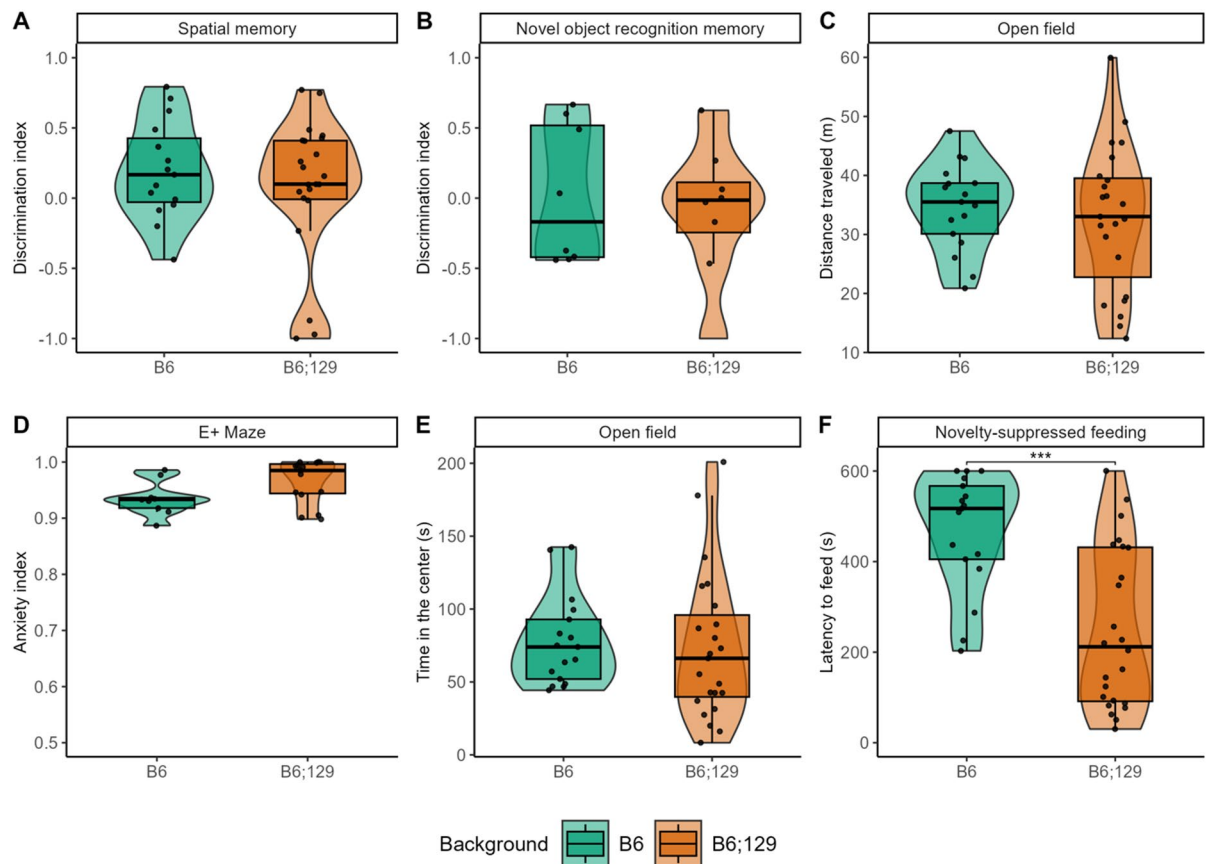 A
Spatial memory
Discrimination index
1.0
0.5
0.0
-0.5
-1.0
B6
B6;129
B
Novel object recognition memory
Discrimination index
1.0
0.5
0.0
-0.5
-1.0
B6
B6;129
C
Open field
Distance traveled (m)
60
50
40
30
20
10
B6
B6;129
D
E+ Maze
Anxiety index
1.0
0.9
0.8
0.7
0.6
0.5
B6
B6;129
E
Open field
Time in the center (s)
200
150
100
50
0
B6
B6;129
F
Novelty-suppressed feeding
***
Latency to feed (s)
600
400
200
0
B6
B6;129
Background B6 B6;129